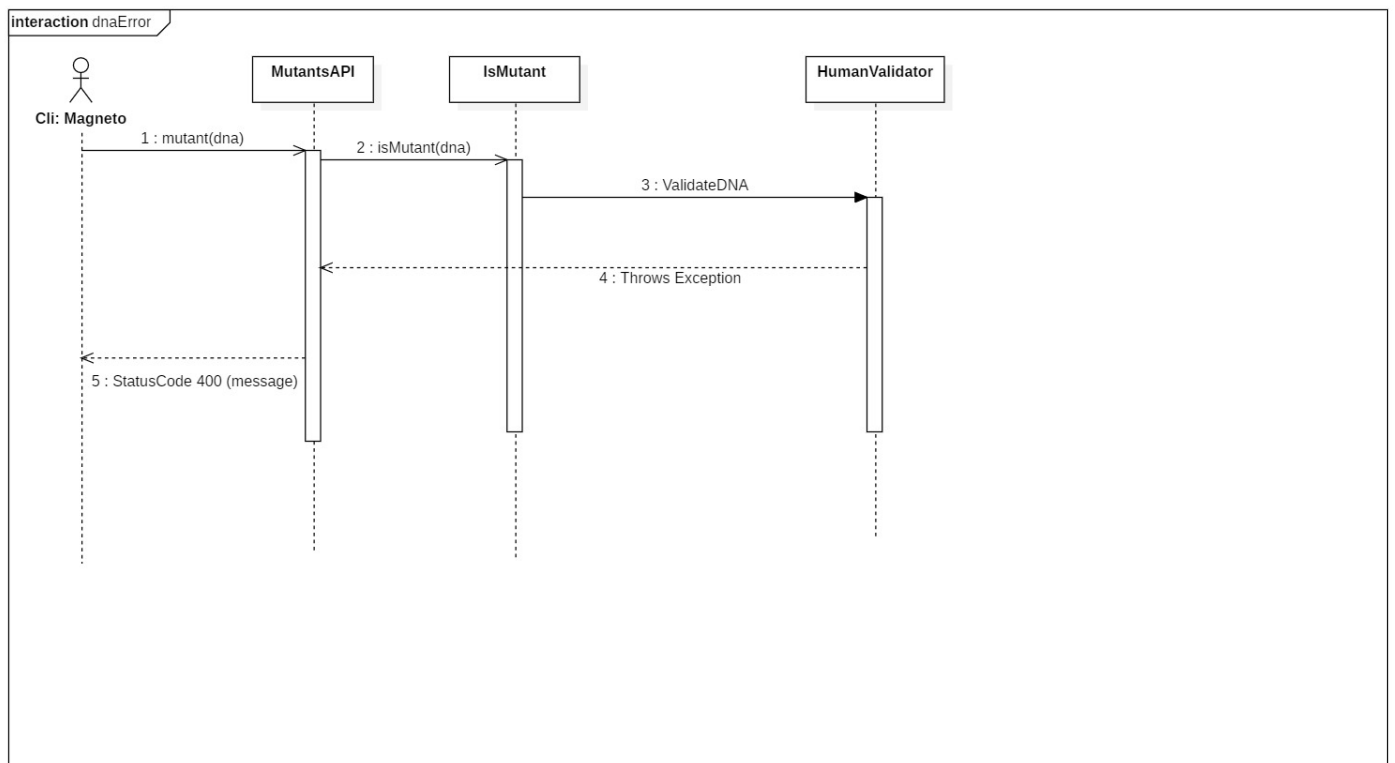 interaction dnaError
MutantsAPI
IsMutant
HumanValidator
Cli: Magneto
1 : mutant(dna)
2 : isMutant(dna)
3 : ValidateDNA
4 : Throws Exception
5 : StatusCode 400 (message)